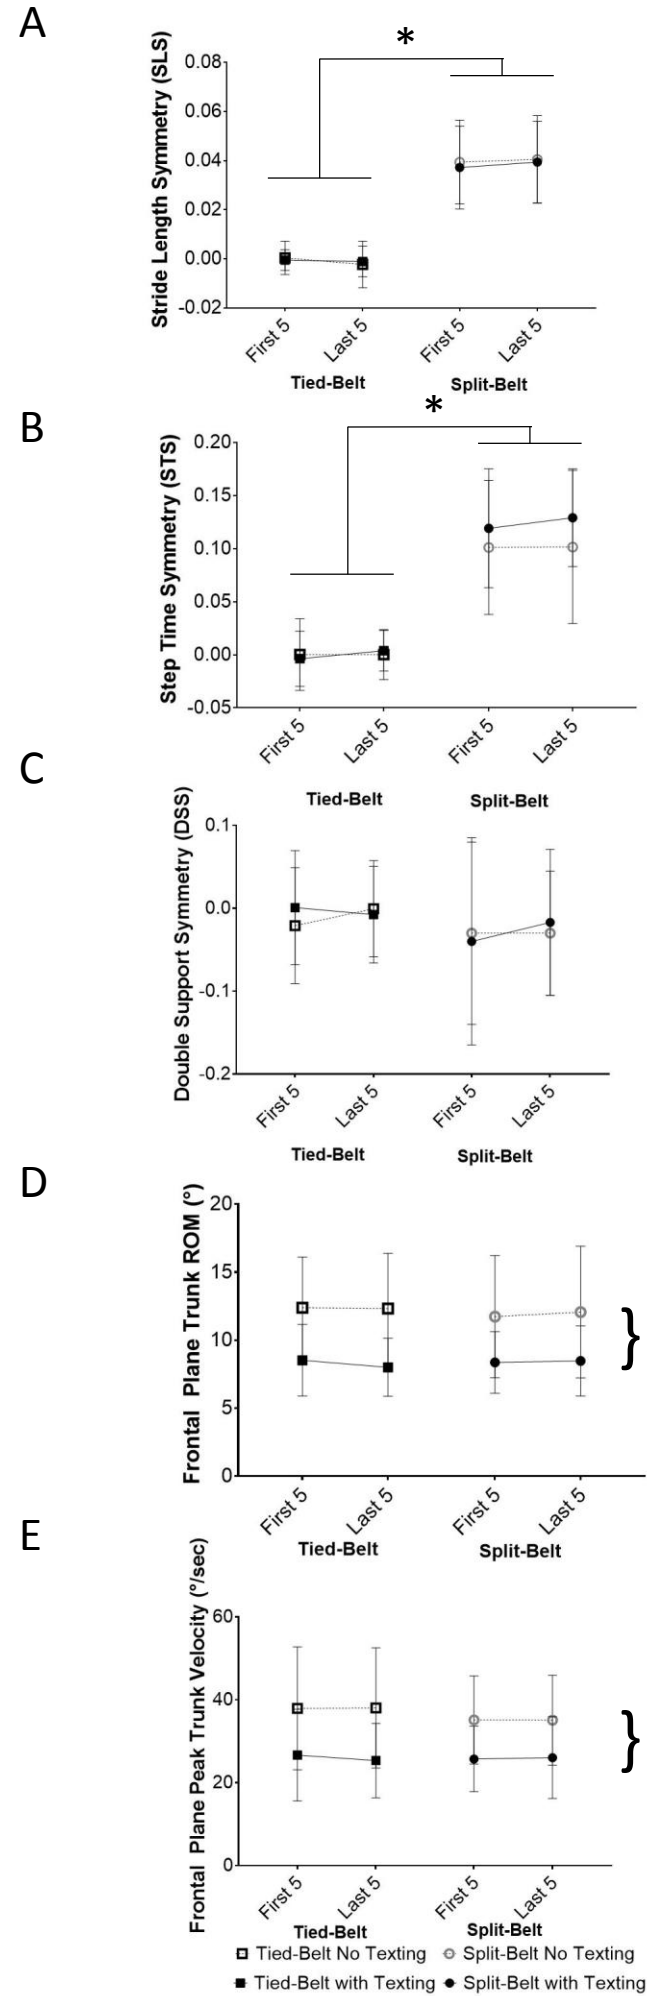 A
*
Stride Length Symmetry (SLS)
0.08
0.06
0.04
0.02
0.00
-0.02
First 5
Last 5
First 5
Last 5
Tied-Belt
Split-Belt
B
*
Step Time Symmetry (STS)
0.20
0.15
0.10
0.05
0.00
-0.05
First 5
Last 5
First 5
Last 5
Tied-Belt
Split-Belt
C
Double Support Symmetry (DSS)
0.1
0.0
-0.1
-0.2
First 5
Last 5
First 5
Last 5
Tied-Belt
Split-Belt
D
Frontal Plane Trunk ROM (°)
20
15
10
5
0
}
First 5
Last 5
First 5
Last 5
Tied-Belt
Split-Belt
E
Frontal Plane Peak Trunk Velocity (°/sec)
60
40
20
0
}
First 5
Last 5
First 5
Last 5
Tied-Belt
Split-Belt
Tied-Belt No Texting
Split-Belt No Texting
Tied-Belt with Texting
Split-Belt with Texting